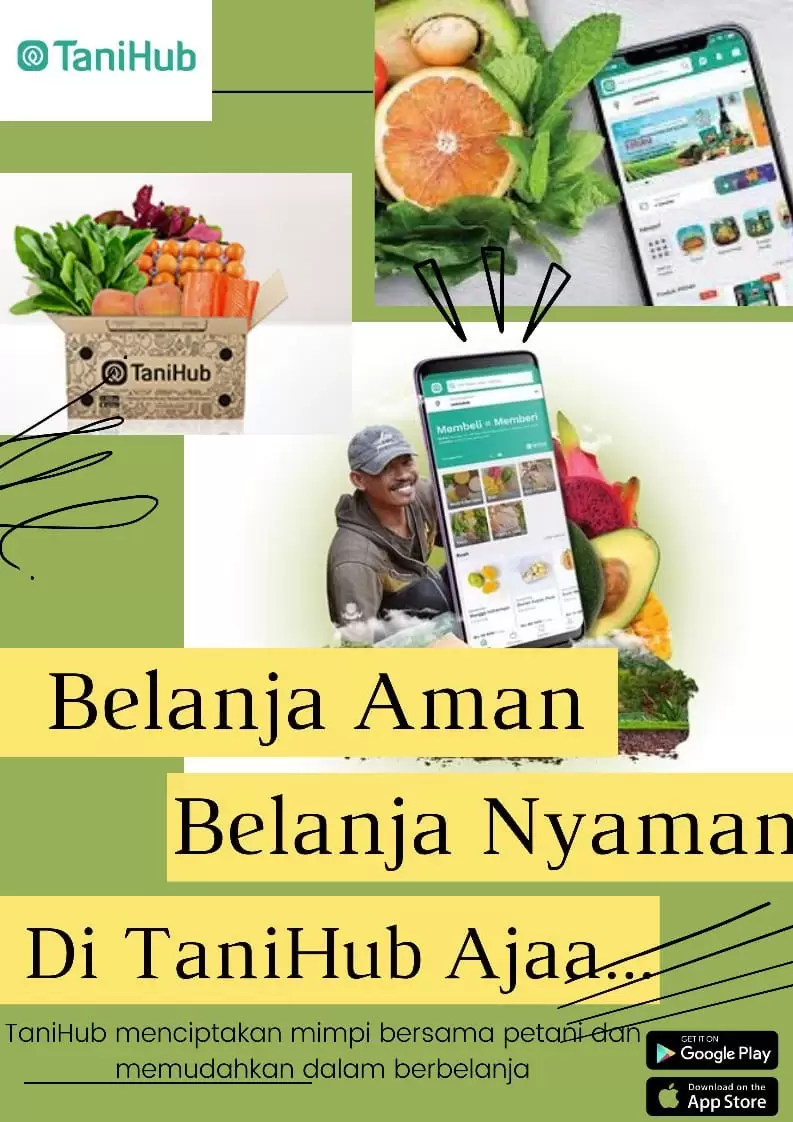 TaniHub
TaniHub
Membeli = Memberi
Belanja Aman
Belanja Nyaman
Di TaniHub Ajaa...
TaniHub menciptakan mimpi bersama petani dan
memudahkan dalam berbelanja
GET IT ON
Google Play
Download on the
App Store